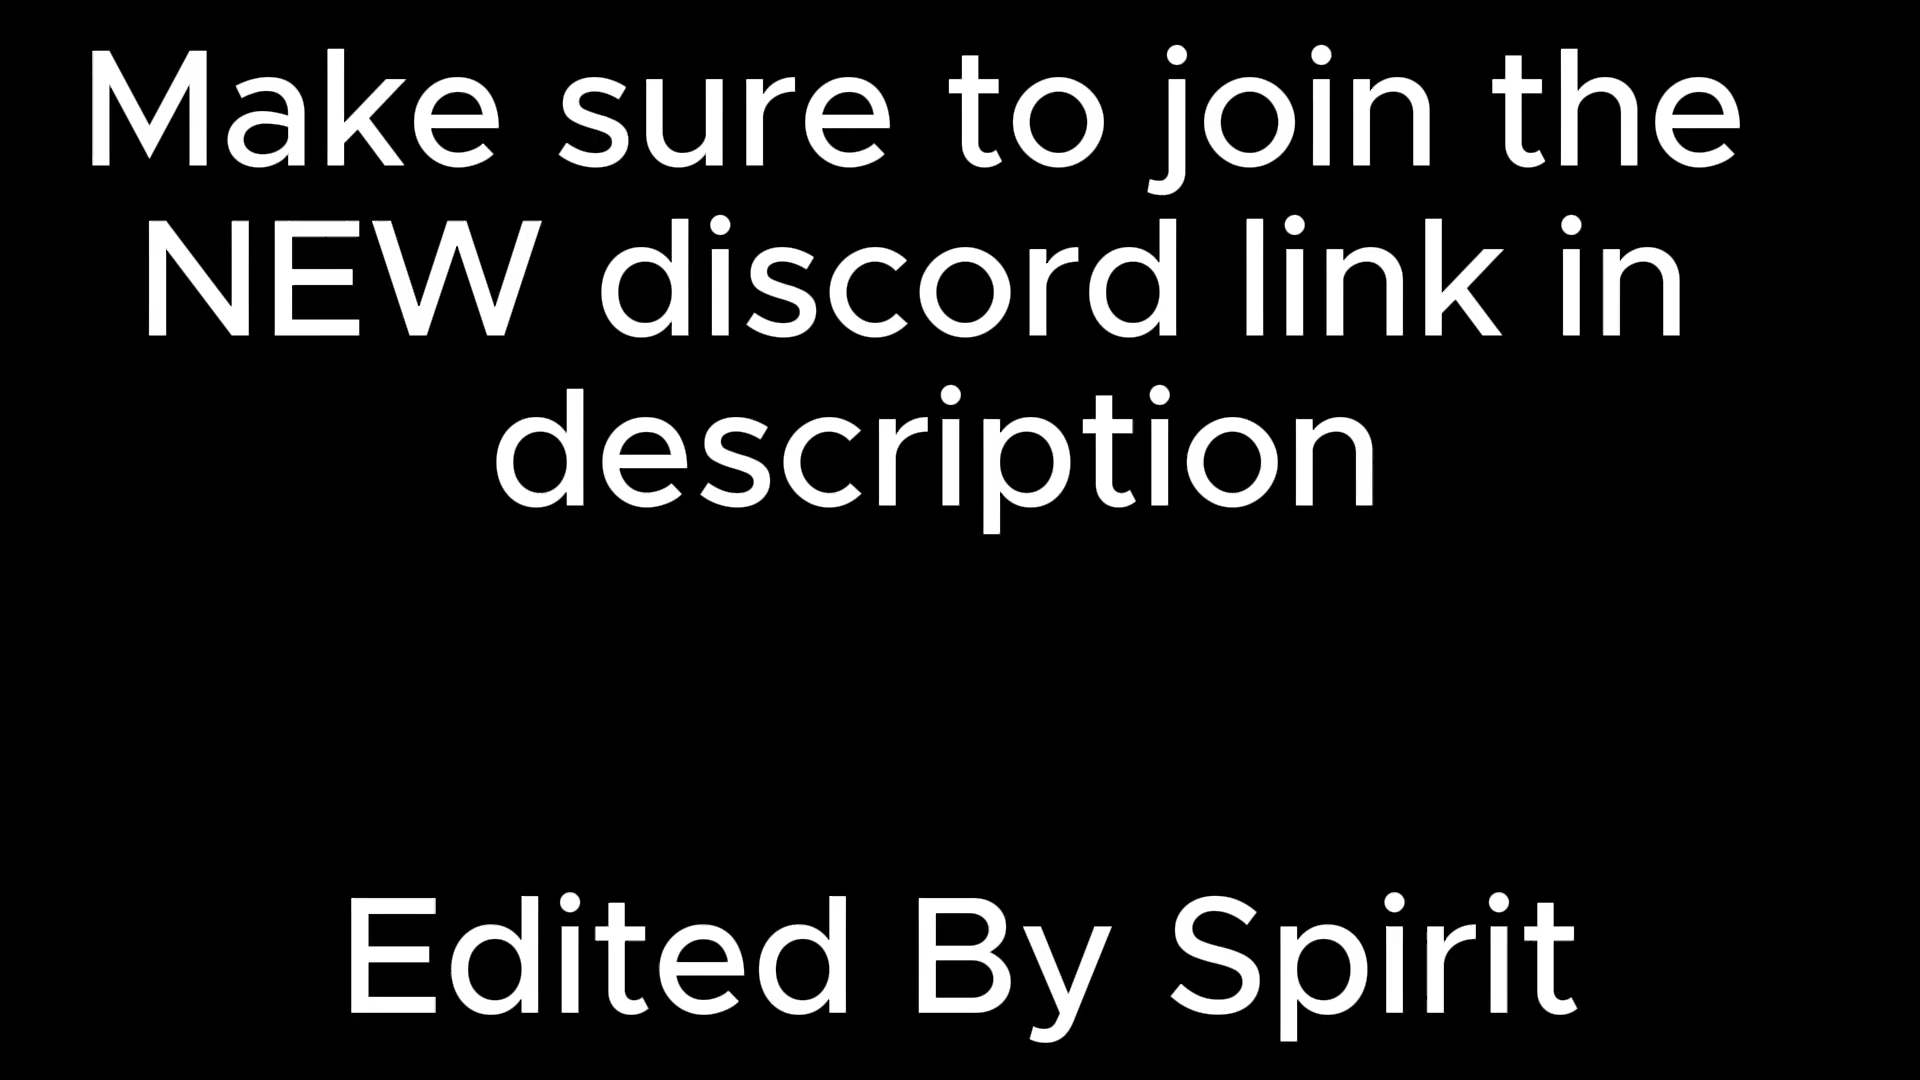 Make sure to join the
NEW discord link in
description
Edited By Spirit